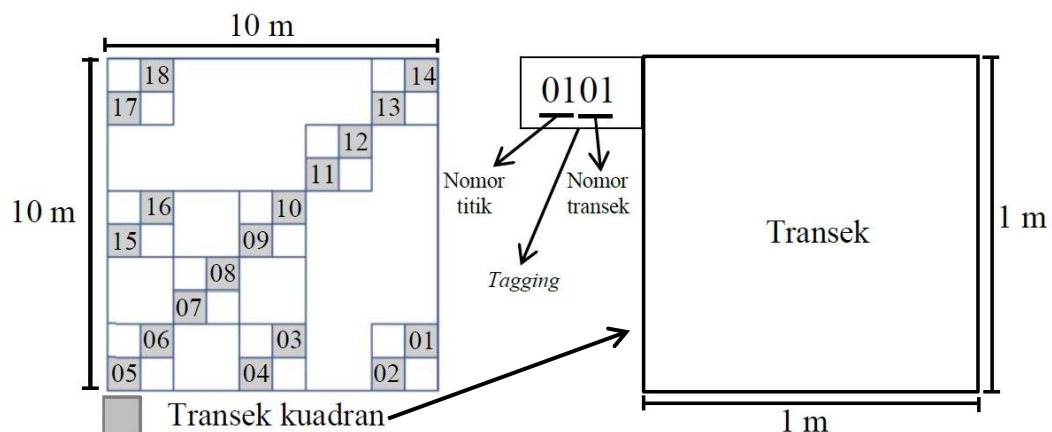 10 m
10 m
18
14
17
13
12
11
16
10
15
09
08
07
06
03
01
05
04
02
Transek kuadran
0101
Nomor
titik
Nomor
transek
Tagging
Transek
1 m
1 m